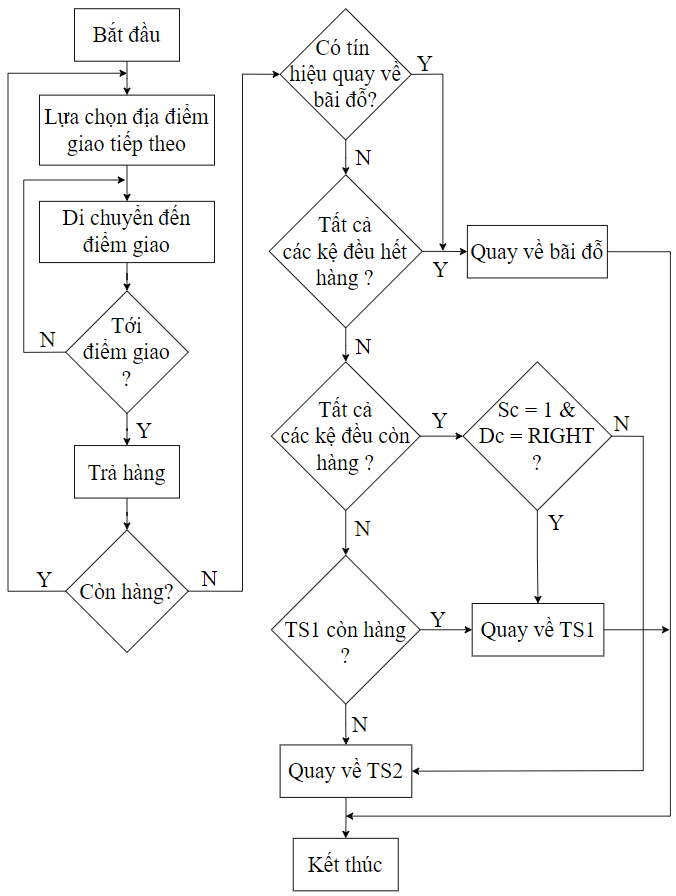 Bắt đầu
Lựa chọn địa điểm
giao tiếp theo
Di chuyển đến
điểm giao
Tới
điểm giao
?
N
Y
Trả hàng
Còn hàng?
Y
N
Có tín
hiệu quay về
bãi đỗ?
Y
N
Tất cả
các kệ đều hết
hàng ?
Y
Quay về bãi đỗ
N
Tất cả
các kệ đều còn
hàng ?
Y
Sc = 1 &
Dc = RIGHT
?
N
Y
N
TS1 còn hàng
?
Y
Quay về TS1
N
Quay về TS2
Kết thúc